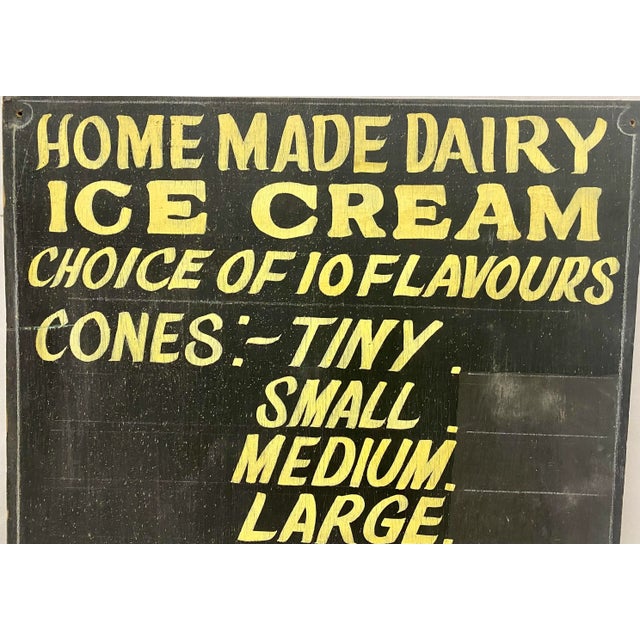 HOME MADE DAIRY
ICE CREAM
CHOICE OF 10 FLAVOURS
CONES:- TINY.
SMALL.
MEDIUM.
LARGE.